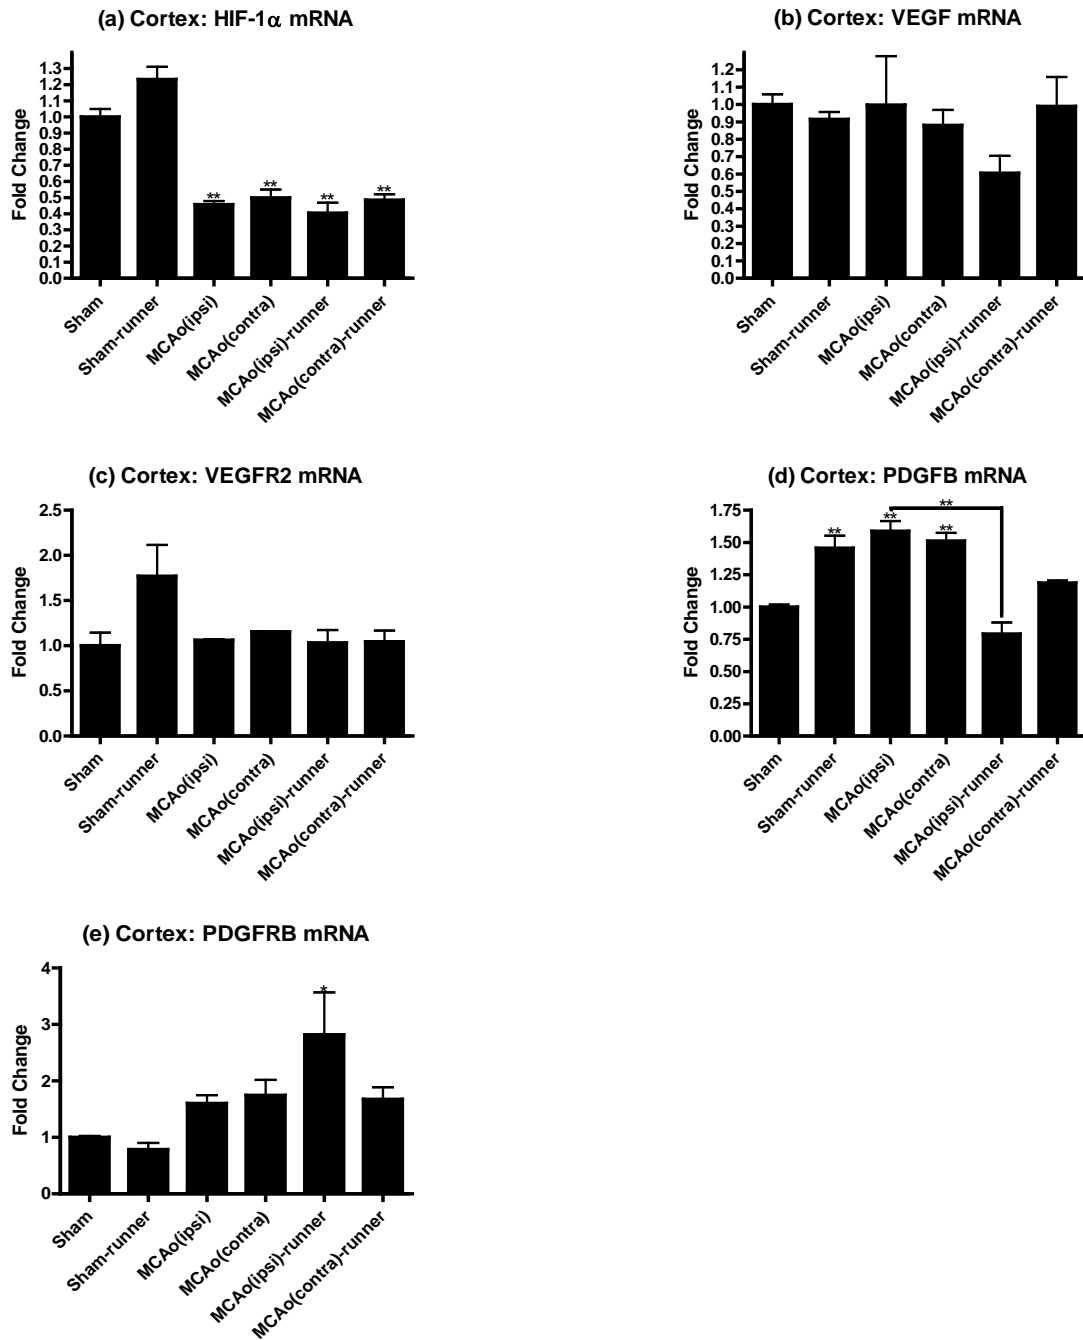 (a) Cortex: HIF-1α mRNA
Fold Change
1.3
1.2
1.1
1.0
0.9
0.8
0.7
0.6
0.5
0.4
0.3
0.2
0.1
0.0
** ** ** **
Sham
Sham-runner
MCAo(ipsi)
MCAo(contra)
MCAo(ipsi)-runner
MCAo(contra)-runner
(b) Cortex: VEGF mRNA
Fold Change
1.2
1.1
1.0
0.9
0.8
0.7
0.6
0.5
0.4
0.3
0.2
0.1
0.0
Sham
Sham-runner
MCAo(ipsi)
MCAo(contra)
MCAo(ipsi)-runner
MCAo(contra)-runner
(c) Cortex: VEGFR2 mRNA
Fold Change
2.5
2.0
1.5
1.0
0.5
0.0
Sham
Sham-runner
MCAo(ipsi)
MCAo(contra)
MCAo(ipsi)-runner
MCAo(contra)-runner
(d) Cortex: PDGFB mRNA
Fold Change
1.75
1.50
1.25
1.00
0.75
0.50
0.25
0.00
**
** ** **
Sham
Sham-runner
MCAo(ipsi)
MCAo(contra)
MCAo(ipsi)-runner
MCAo(contra)-runner
(e) Cortex: PDGFRB mRNA
Fold Change
4
3
2
1
0
*
Sham
Sham-runner
MCAo(ipsi)
MCAo(contra)
MCAo(ipsi)-runner
MCAo(contra)-runner